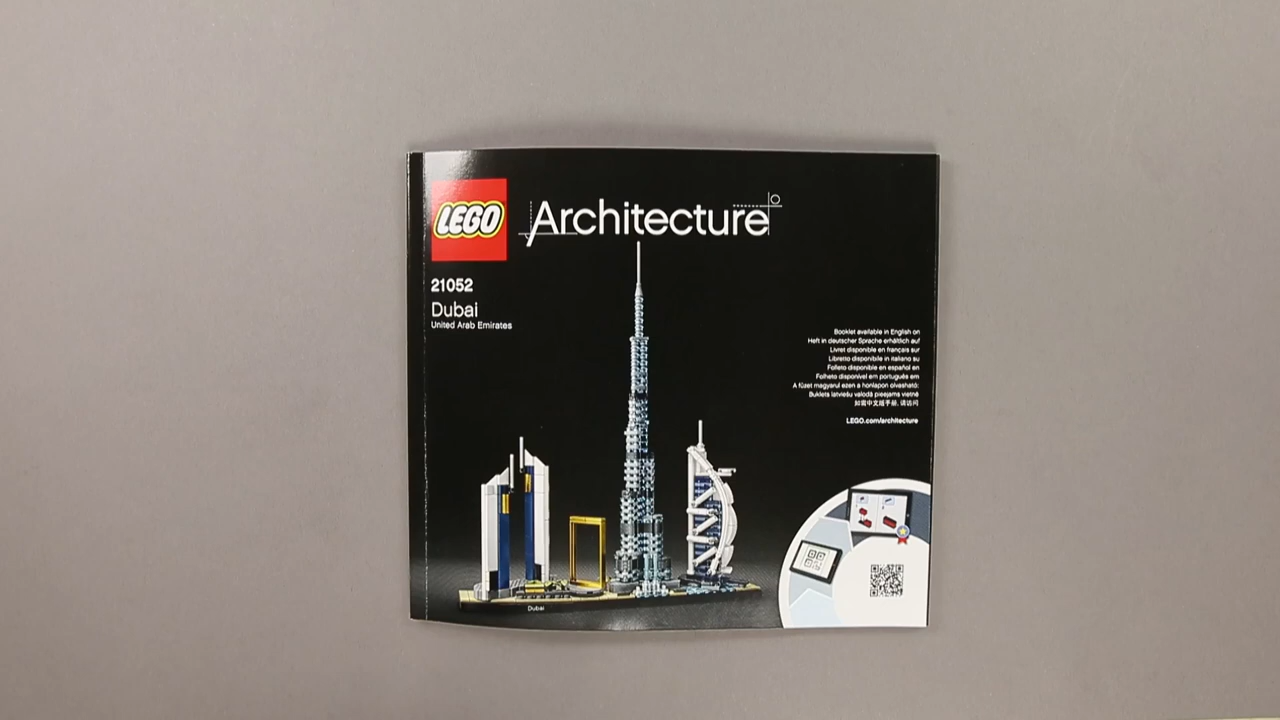 LEGO
Architecture
21052
Dubai
United Arab Emirates
Booklet available in English on
Heft in deutscher Sprache erhältlich auf
Livret disponible en français sur
Libretto disponibile in italiano su
Folleto disponible en español en
Folheto disponível em português em
A füzet magyarul ezen a honlapon olvasható:
Buklets latviešu valodā pieejams vietnē
如需中文版手册, 请访问
LEGO.com/architecture
Dubai